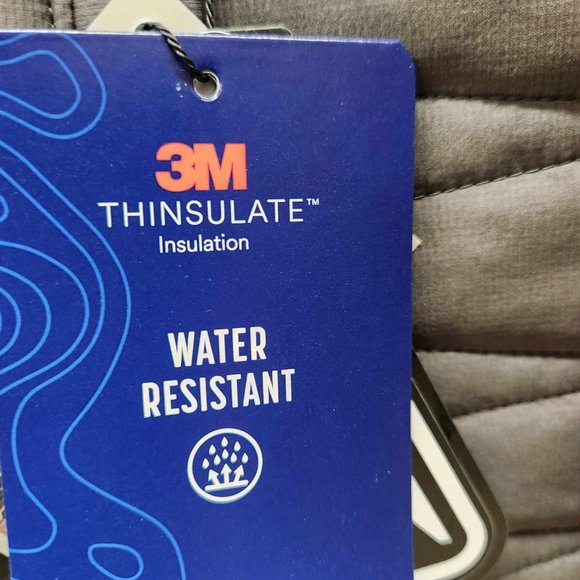 3M
THINSULATE™
Insulation
WATER
RESISTANT